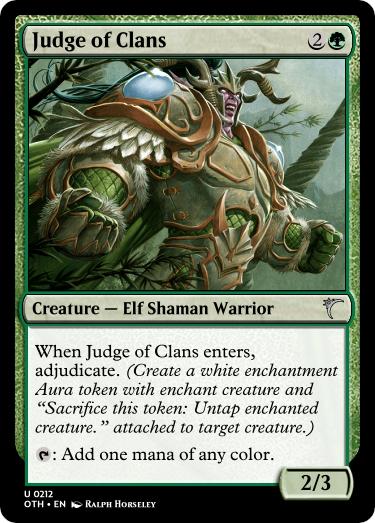 Judge of Clans 2
Creature — Elf Shaman Warrior
When Judge of Clans enters,
adjudicate. (Create a white enchantment
Aura token with enchant creature and
“Sacrifice this token: Untap enchanted
creature.” attached to target creature.)
: Add one mana of any color.
2/3
U 0212
OTH • EN Ralph Horseley